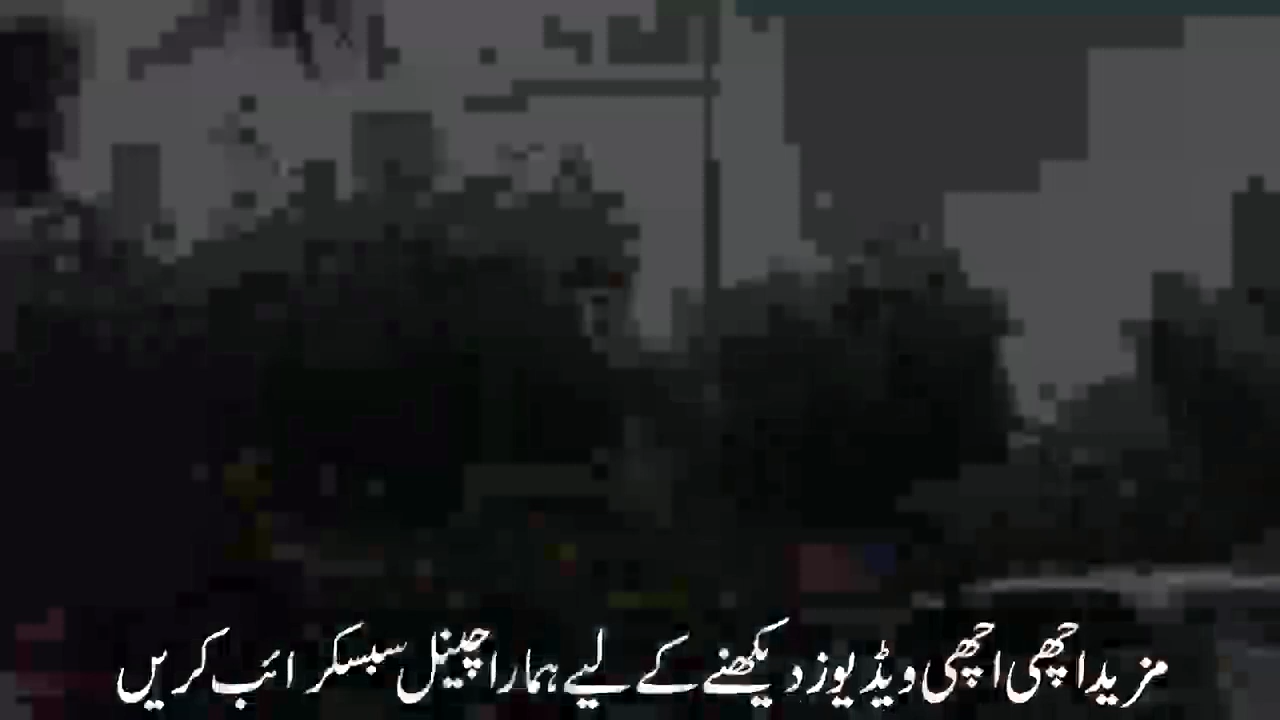 مزید اچھی اچھی ویڈیوز دیکھنے کے لیے ہمارا چینل سبسکرائب کریں